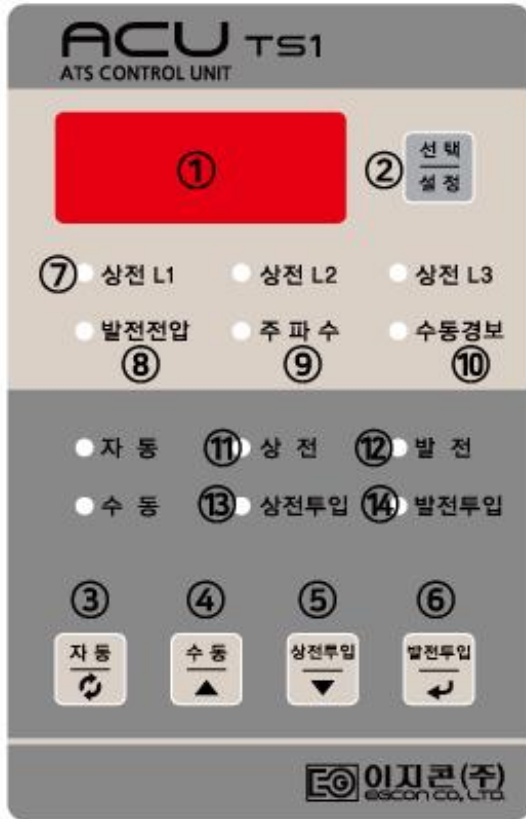 ACU TS1
ATS CONTROL UNIT
① ② 선택
설정
⑦ 상전 L1 상전 L2 상전 L3
발전전압 주 파 수 수동경보
⑧ ⑨ ⑩
자 동 ⑪ 상 전 ⑫ 발 전
수 동 ⑬ 상전투입 ⑭ 발전투입
③ ④ ⑤ ⑥
자 동 수 동 상전투입 발전투입
EG 이지콘(주)
EGCON CO., LTD.